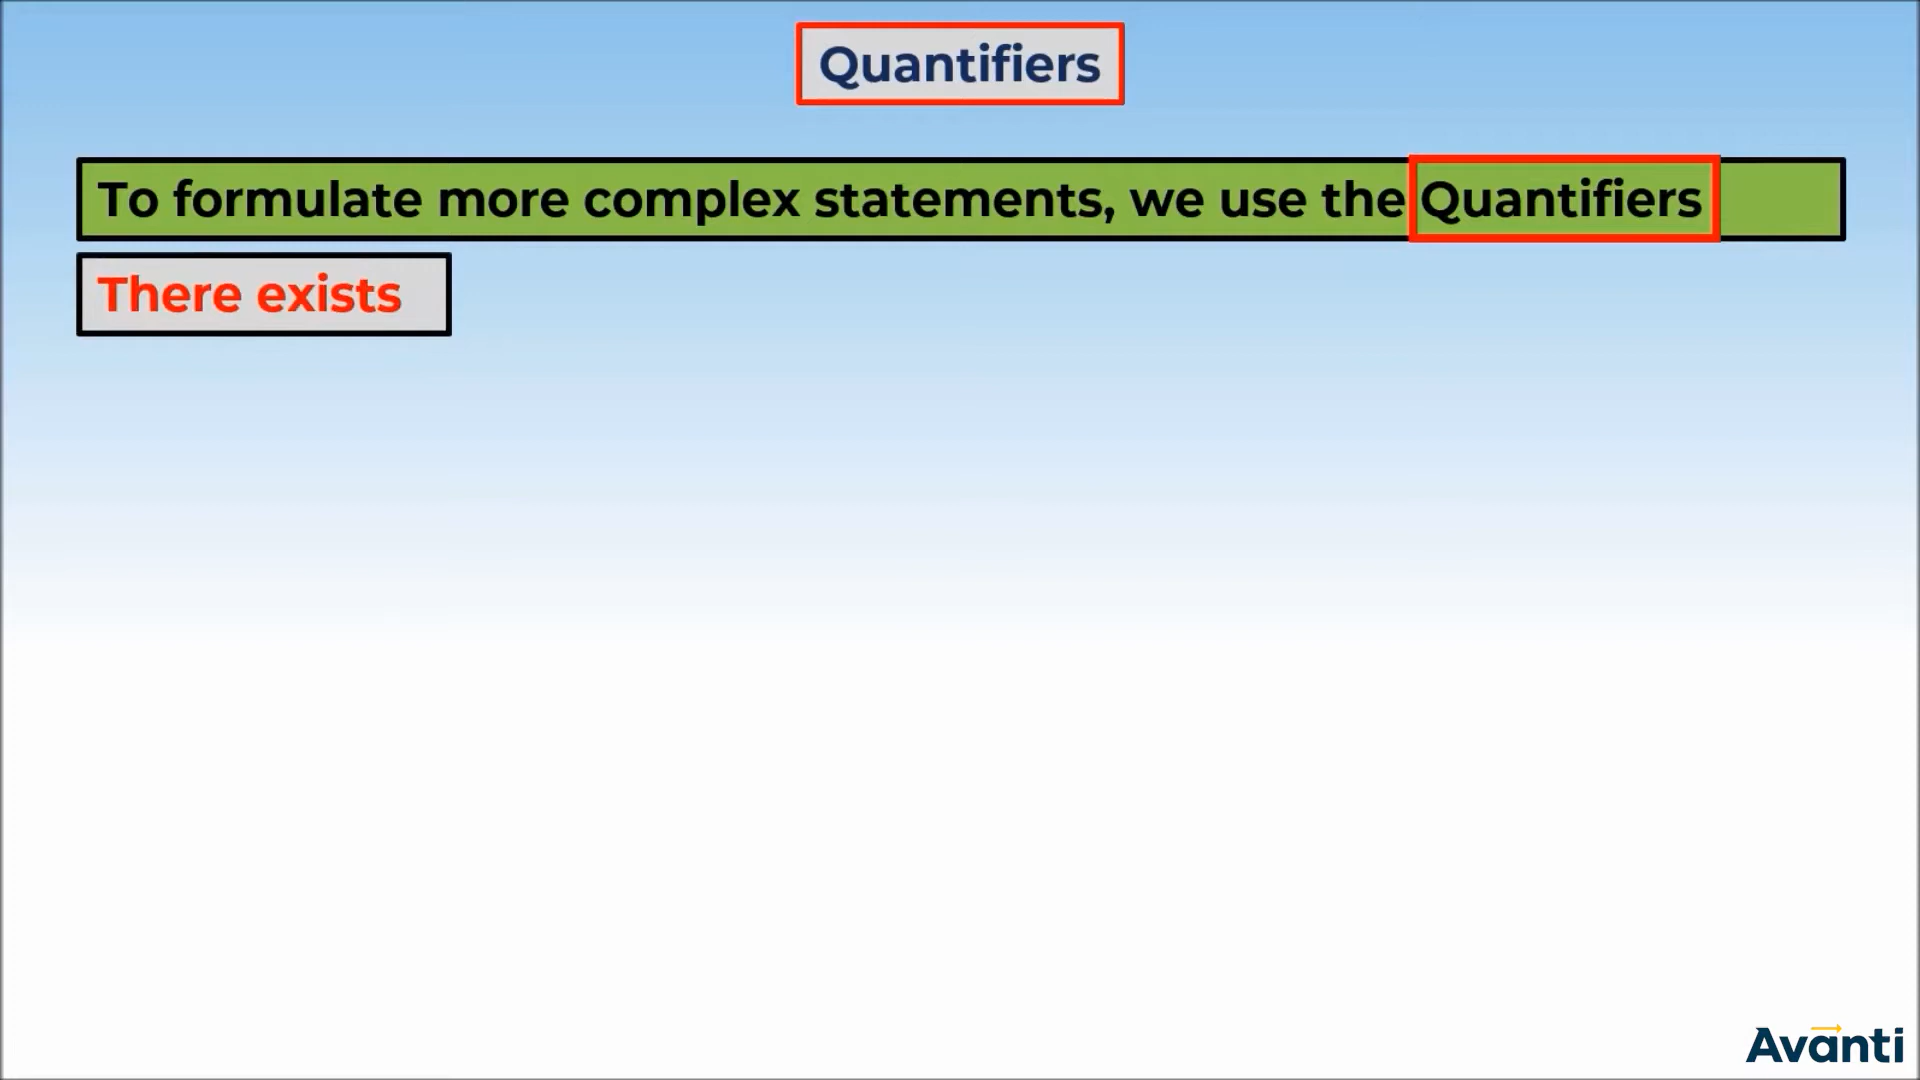 Quantifiers
To formulate more complex statements, we use the Quantifiers
There exists
Avanti